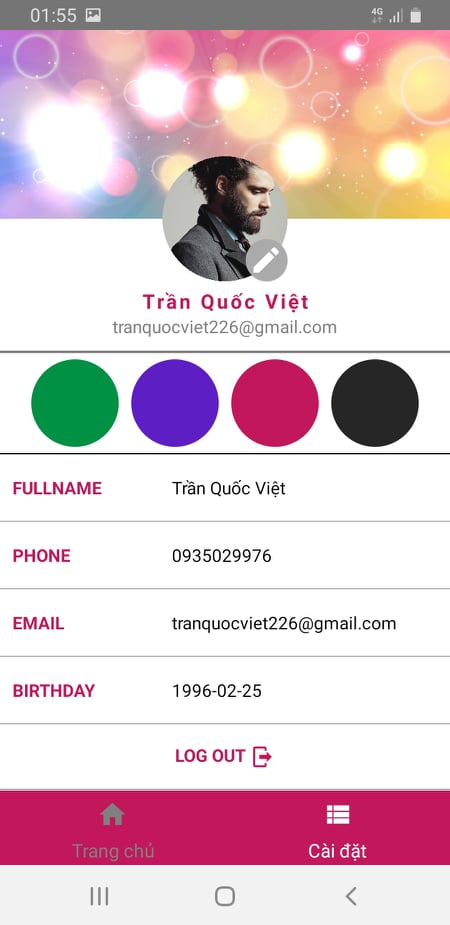 01:55
4G
Trần Quốc Việt
tranquocviet226@gmail.com
FULLNAME Trần Quốc Việt
PHONE 0935029976
EMAIL tranquocviet226@gmail.com
BIRTHDAY 1996-02-25
LOG OUT
Trang chủ Cài đặt